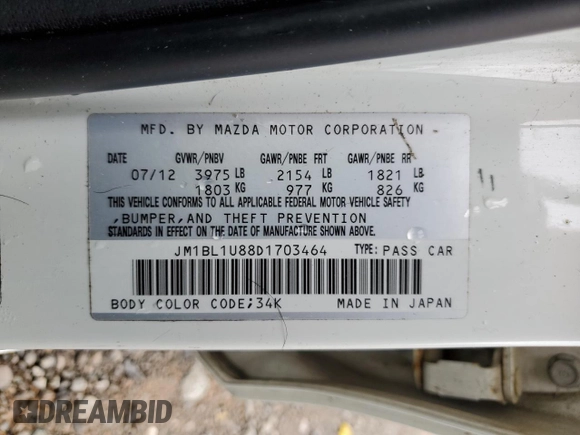 MFD. BY MAZDA MOTOR CORPORATION
DATE GVWR/PNBV GAWR/PNBE FRT GAWR/PNBE RR
07/12 3975 LB 2154 LB 1821 LB
1803 KG 977 KG 826 KG
THIS VEHICLE CONFORMS TO ALL APPLICABLE FEDERAL MOTOR VEHICLE SAFETY
,BUMPER,AND THEFT PREVENTION
STANDARDS IN EFFECT ON THE DATE OF MANUFACTURE SHOWN ABOVE.
JM1BL1U88D1703464 TYPE: PASS CAR
BODY COLOR CODE;34K MADE IN JAPAN
DREAMBID